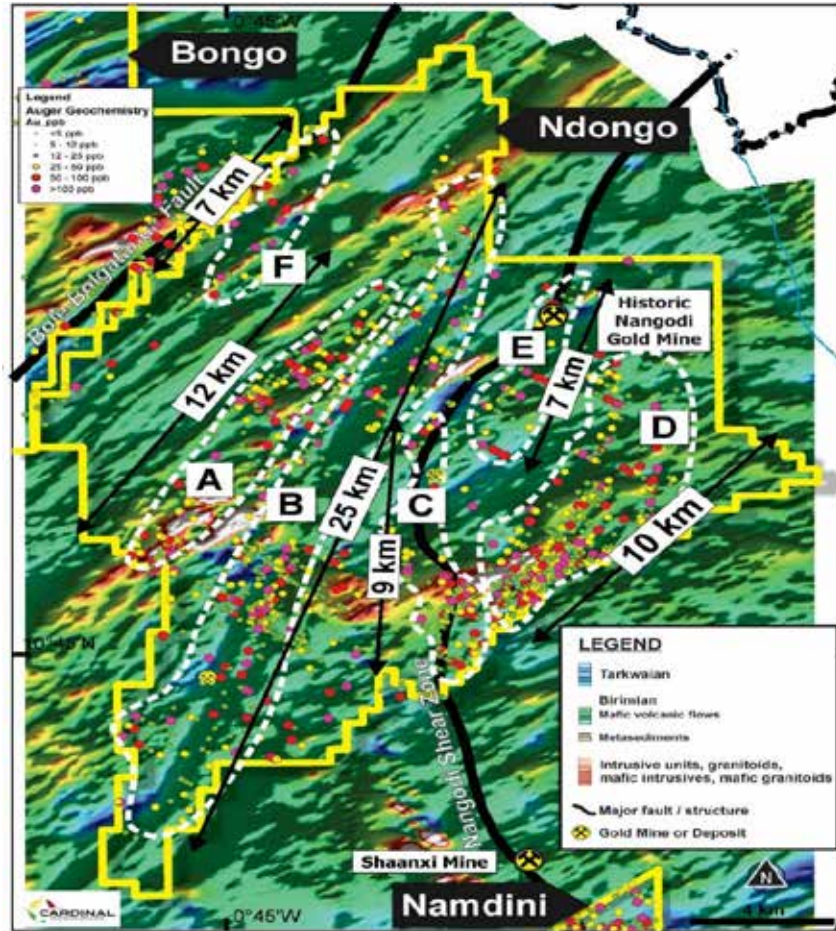 0°45'W
Bongo
Legend
Auger Geochemistry
Au ppb
<5 ppb
5 - 12 ppb
12 - 25 ppb
25 - 50 ppb
50 - 100 ppb
>100 ppb
Ndongo
7 km
Fault
F
12 km
Historic
Nangodi
Gold Mine
E
7 km
D
A
B
C
25 km
9 km
10 km
LEGEND
Tarkwaian
Birimian
Mafic volcanic flows
Metasediments
Intrusive units, granitoids,
mafic intrusives, mafic granitoids
Major fault / structure
Gold Mine or Deposit
Nangodi Shear Zone
Shaanxi Mine
N
CARDINAL
0°45'W
Namdini
4 km